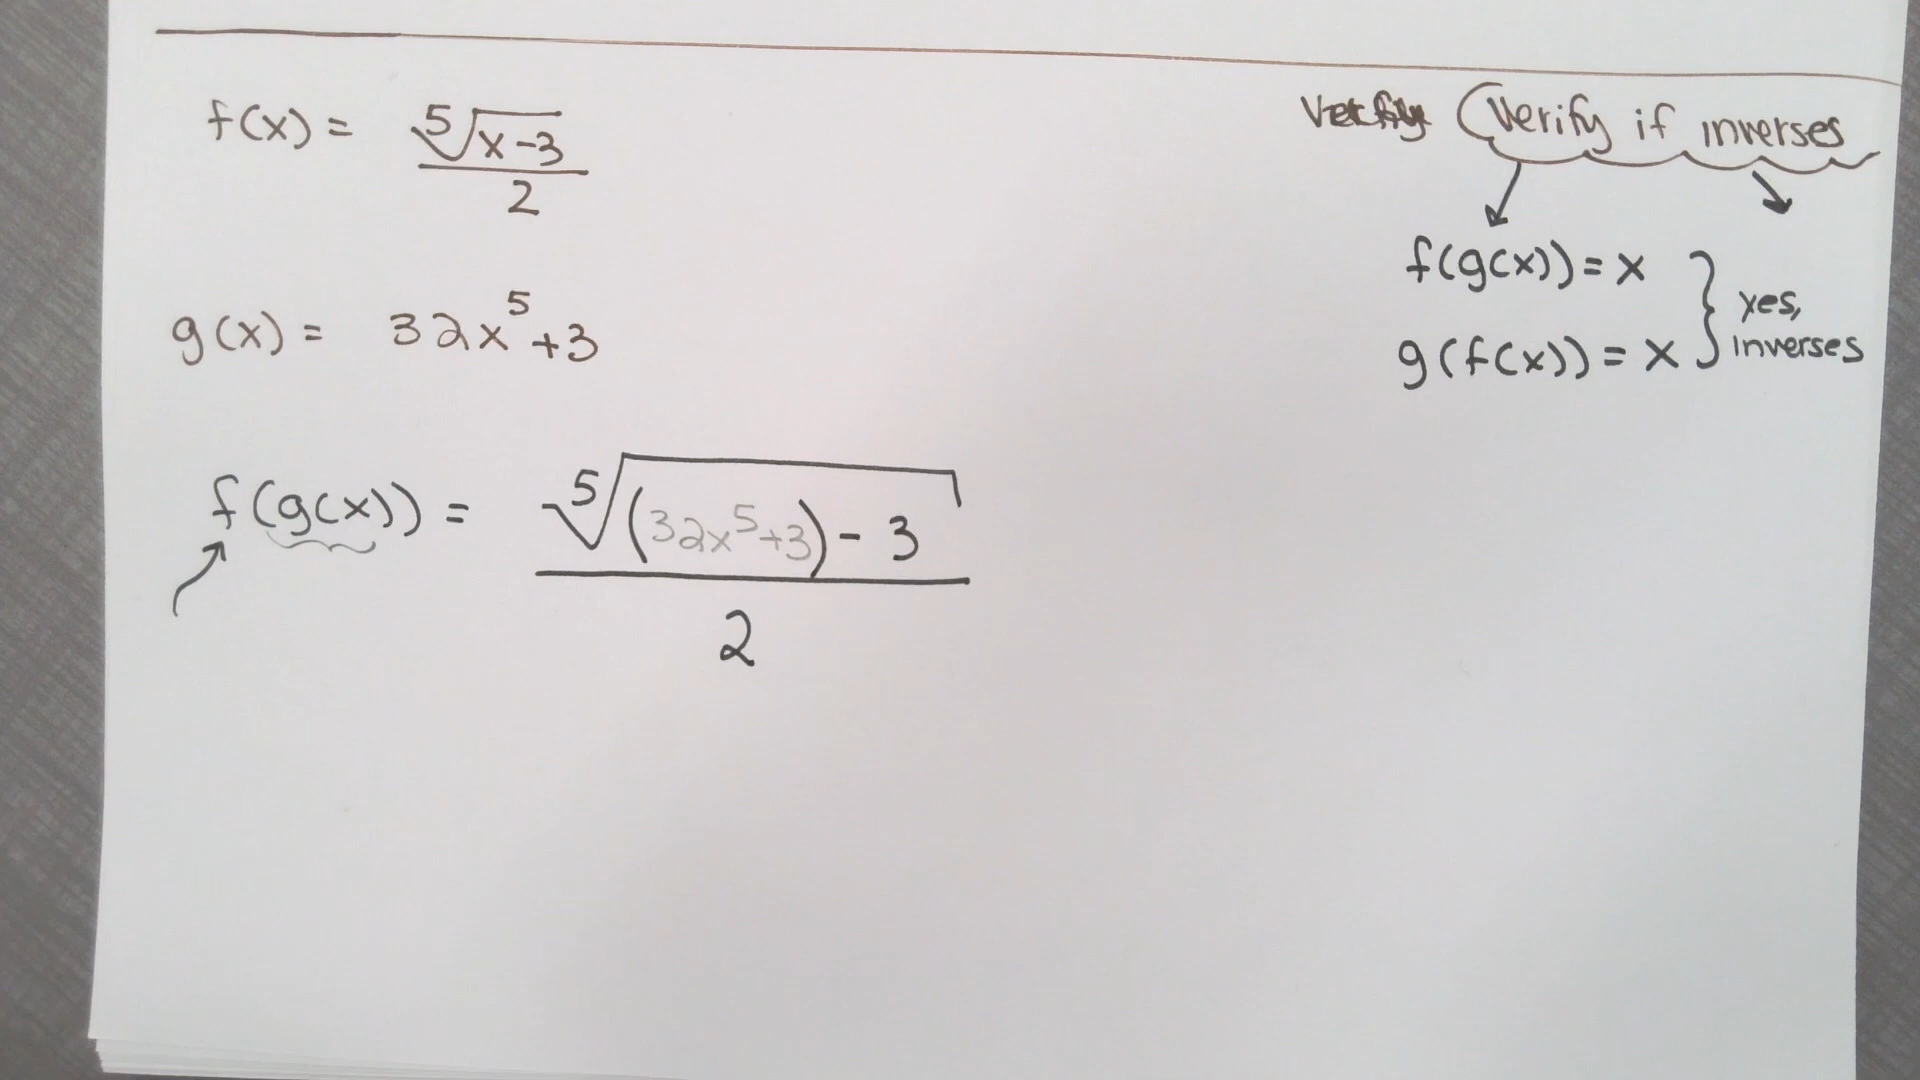 f(x) = ⁵√(x-3) / 2
Verify if inverses
f(g(x)) = x
g(f(x)) = x } yes, inverses
g(x) = 32x⁵+3
f(g(x)) = ⁵√((32x⁵+3) - 3) / 2